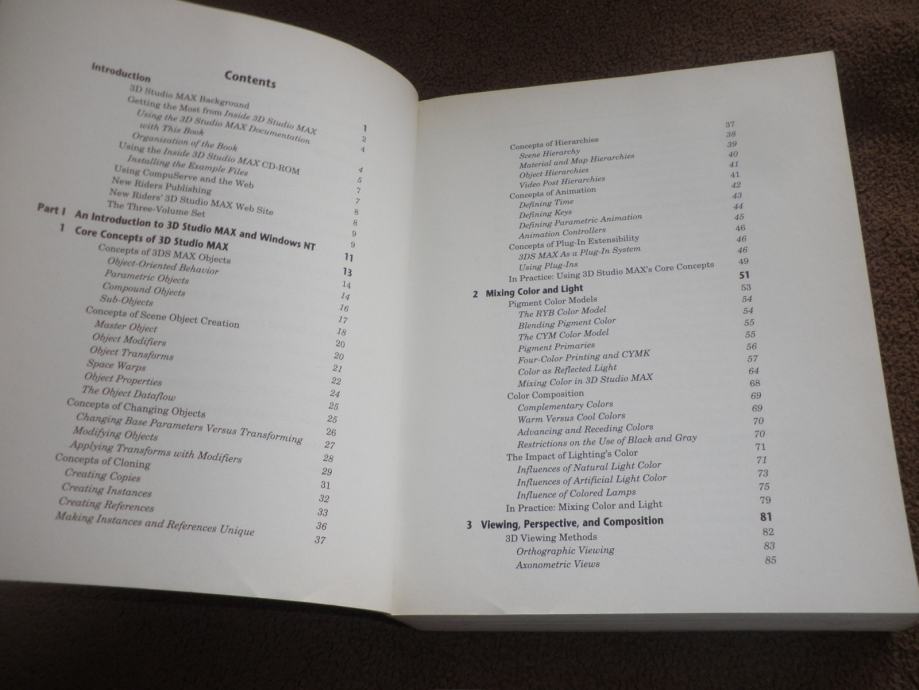 Contents
Introduction 1
3D Studio MAX Background 2
Getting the Most from Inside 3D Studio MAX 4
Using the 3D Studio MAX Documentation
with This Book 4
Organization of the Book 5
Using the Inside 3D Studio MAX CD-ROM 7
Installing the Example Files 7
Using CompuServe and the Web 8
New Riders Publishing 8
New Riders' 3D Studio MAX Web Site 9
The Three-Volume Set 9
Part I An Introduction to 3D Studio MAX and Windows NT 11
1 Core Concepts of 3D Studio MAX 13
Concepts of 3DS MAX Objects 14
Object-Oriented Behavior 14
Parametric Objects 16
Compound Objects 17
Sub-Objects 18
Concepts of Scene Object Creation 20
Master Object 20
Object Modifiers 21
Object Transforms 22
Space Warps 24
Object Properties 25
The Object Dataflow 25
Concepts of Changing Objects 26
Changing Base Parameters Versus Transforming 27
Modifying Objects 28
Applying Transforms with Modifiers 29
Concepts of Cloning 31
Creating Copies 32
Creating Instances 33
Creating References 36
Making Instances and References Unique 37
Concepts of Hierarchies 37
Scene Hierarchy 38
Material and Map Hierarchies 39
Object Hierarchies 40
Video Post Hierarchies 41
Concepts of Animation 41
Defining Time 42
Defining Keys 43
Defining Parametric Animation 44
Animation Controllers 45
Concepts of Plug-In Extensibility 46
3DS MAX As a Plug-In System 46
Using Plug-Ins 46
In Practice: Using 3D Studio MAX's Core Concepts 49
2 Mixing Color and Light 51
Pigment Color Models 53
The RYB Color Model 54
Blending Pigment Color 54
The CYM Color Model 55
Pigment Primaries 55
Four-Color Printing and CYMK 56
Color as Reflected Light 57
Mixing Color in 3D Studio MAX 64
Color Composition 68
Complementary Colors 69
Warm Versus Cool Colors 69
Advancing and Receding Colors 70
Restrictions on the Use of Black and Gray 70
The Impact of Lighting's Color 71
Influences of Natural Light Color 71
Influences of Artificial Light Color 73
Influence of Colored Lamps 75
In Practice: Mixing Color and Light 79
3 Viewing, Perspective, and Composition 81
3D Viewing Methods 82
Orthographic Viewing 83
Axonometric Views 85